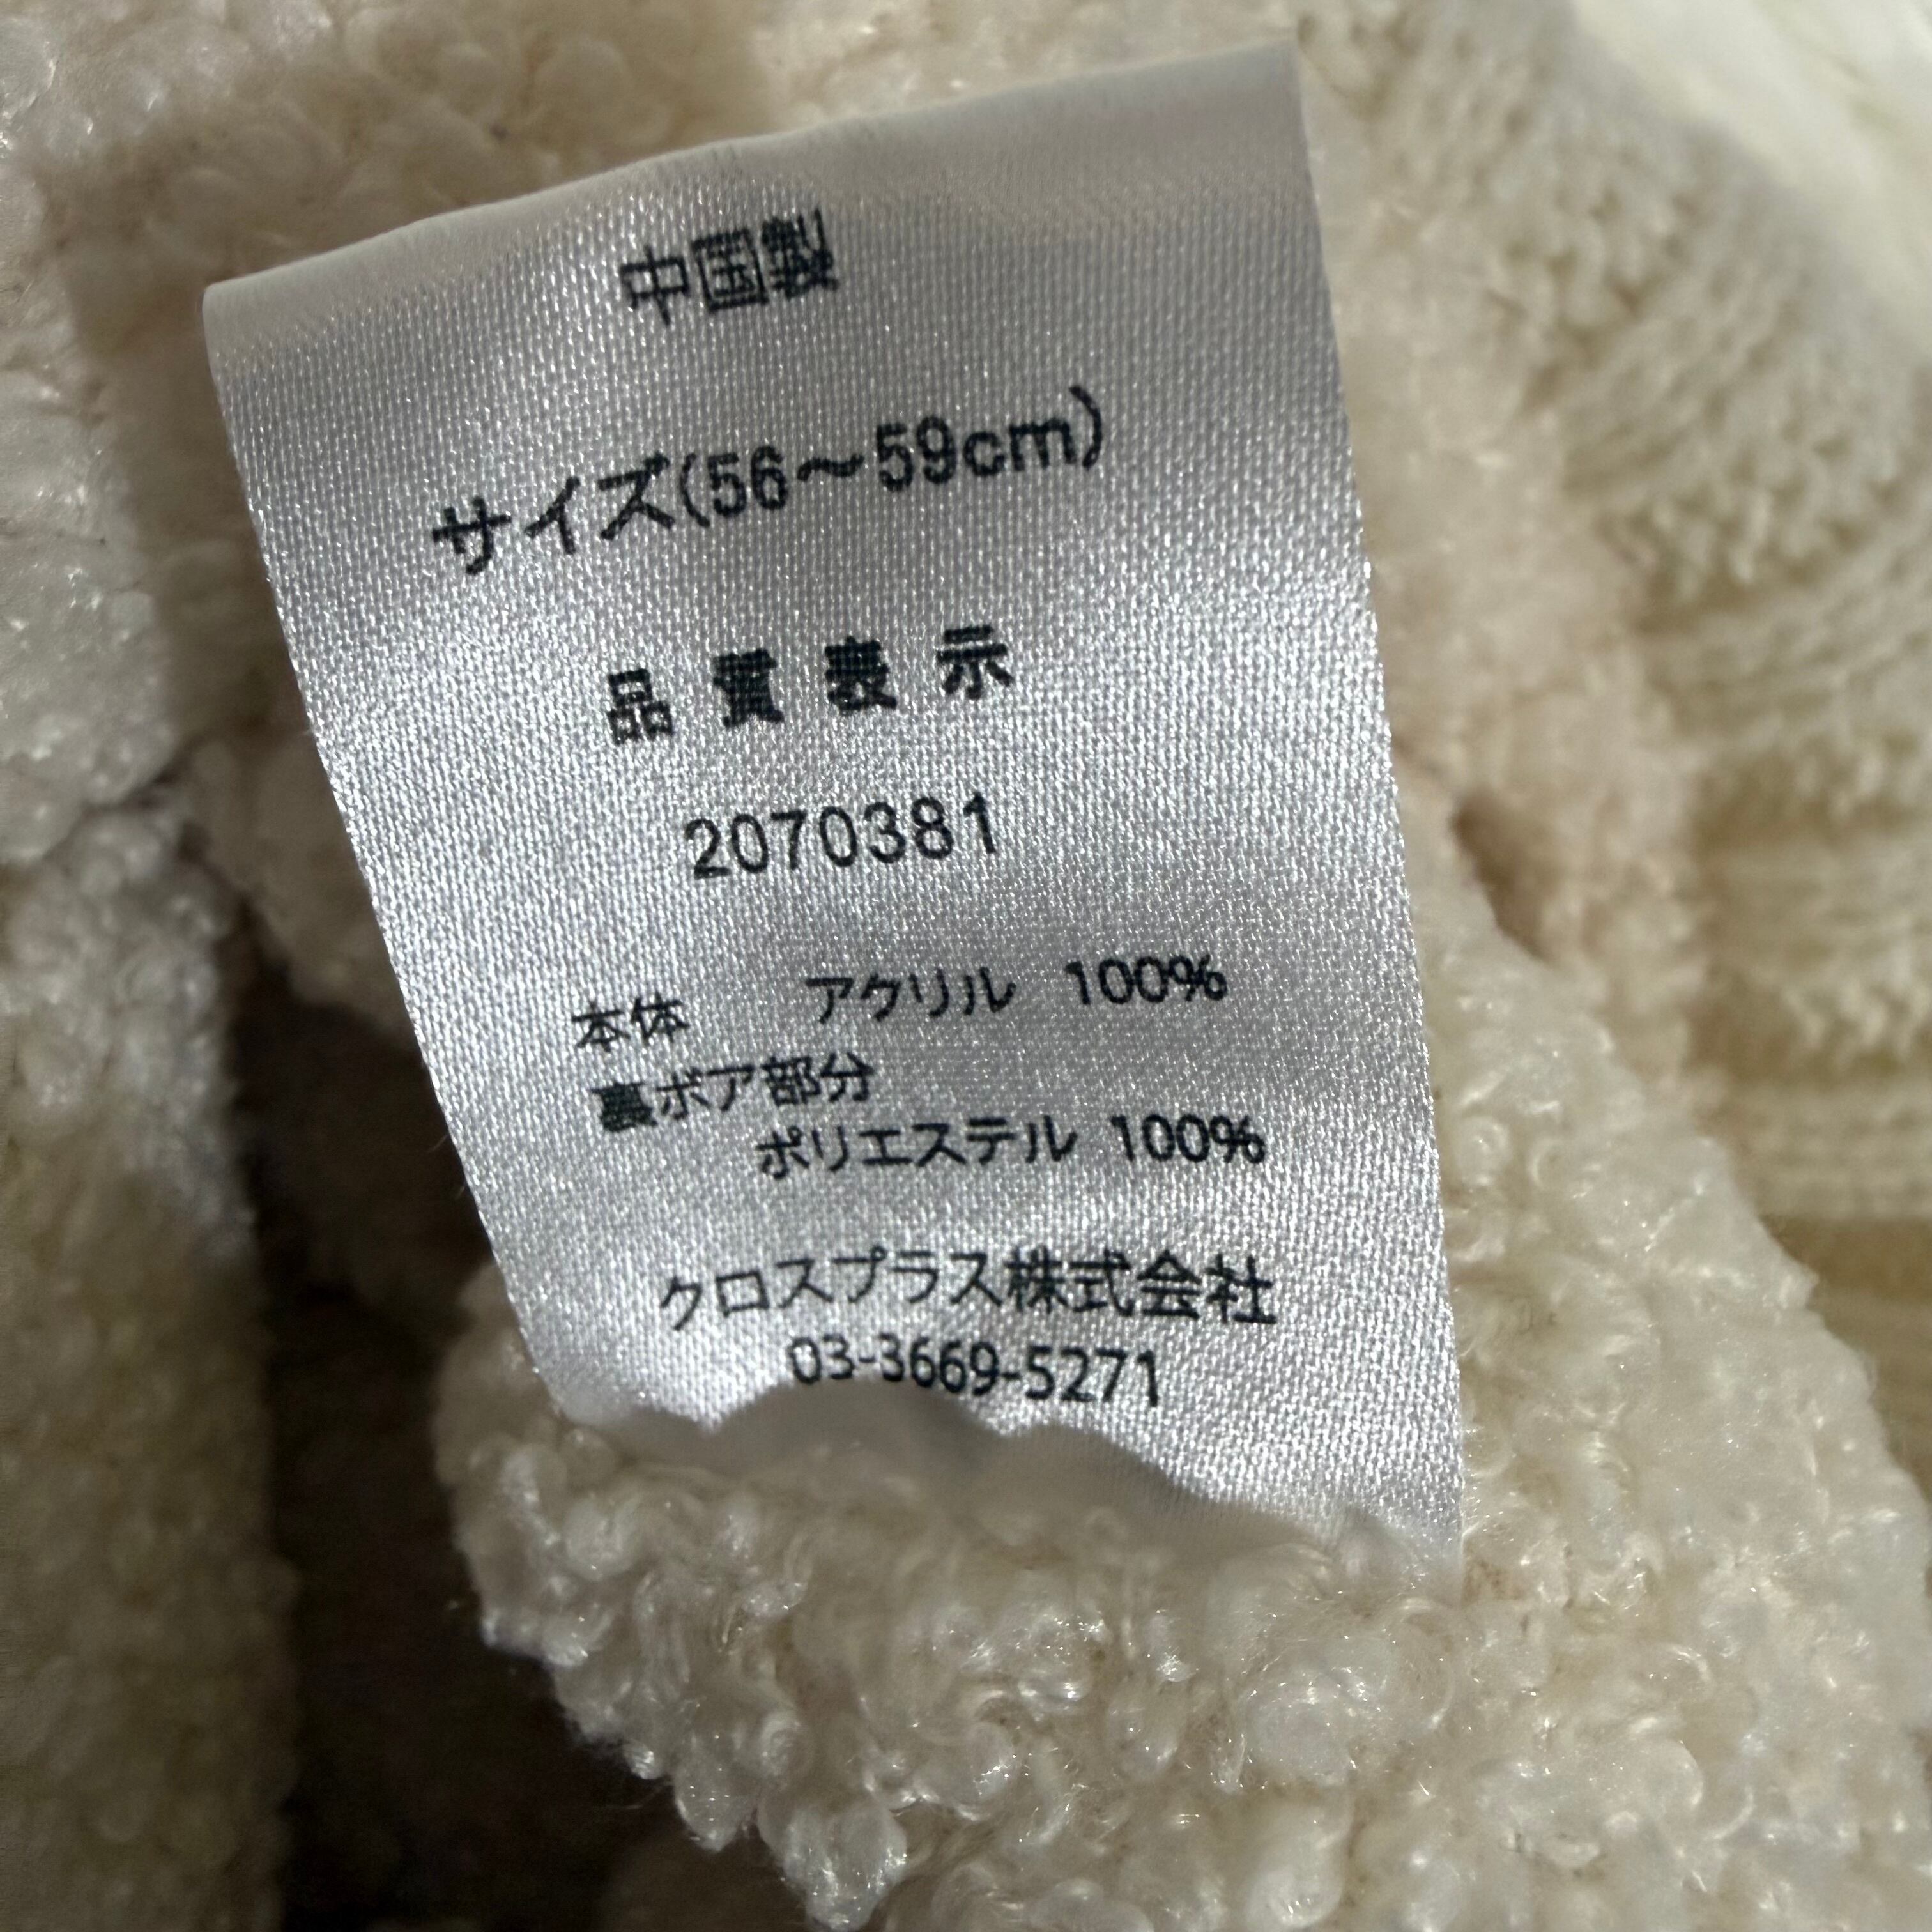 中国製
サイズ(56～59cm)
品質表示
2070381
本体 アクリル 100%
裏ボア部分
ポリエステル 100%
クロスプラス株式会社
03-3669-5271